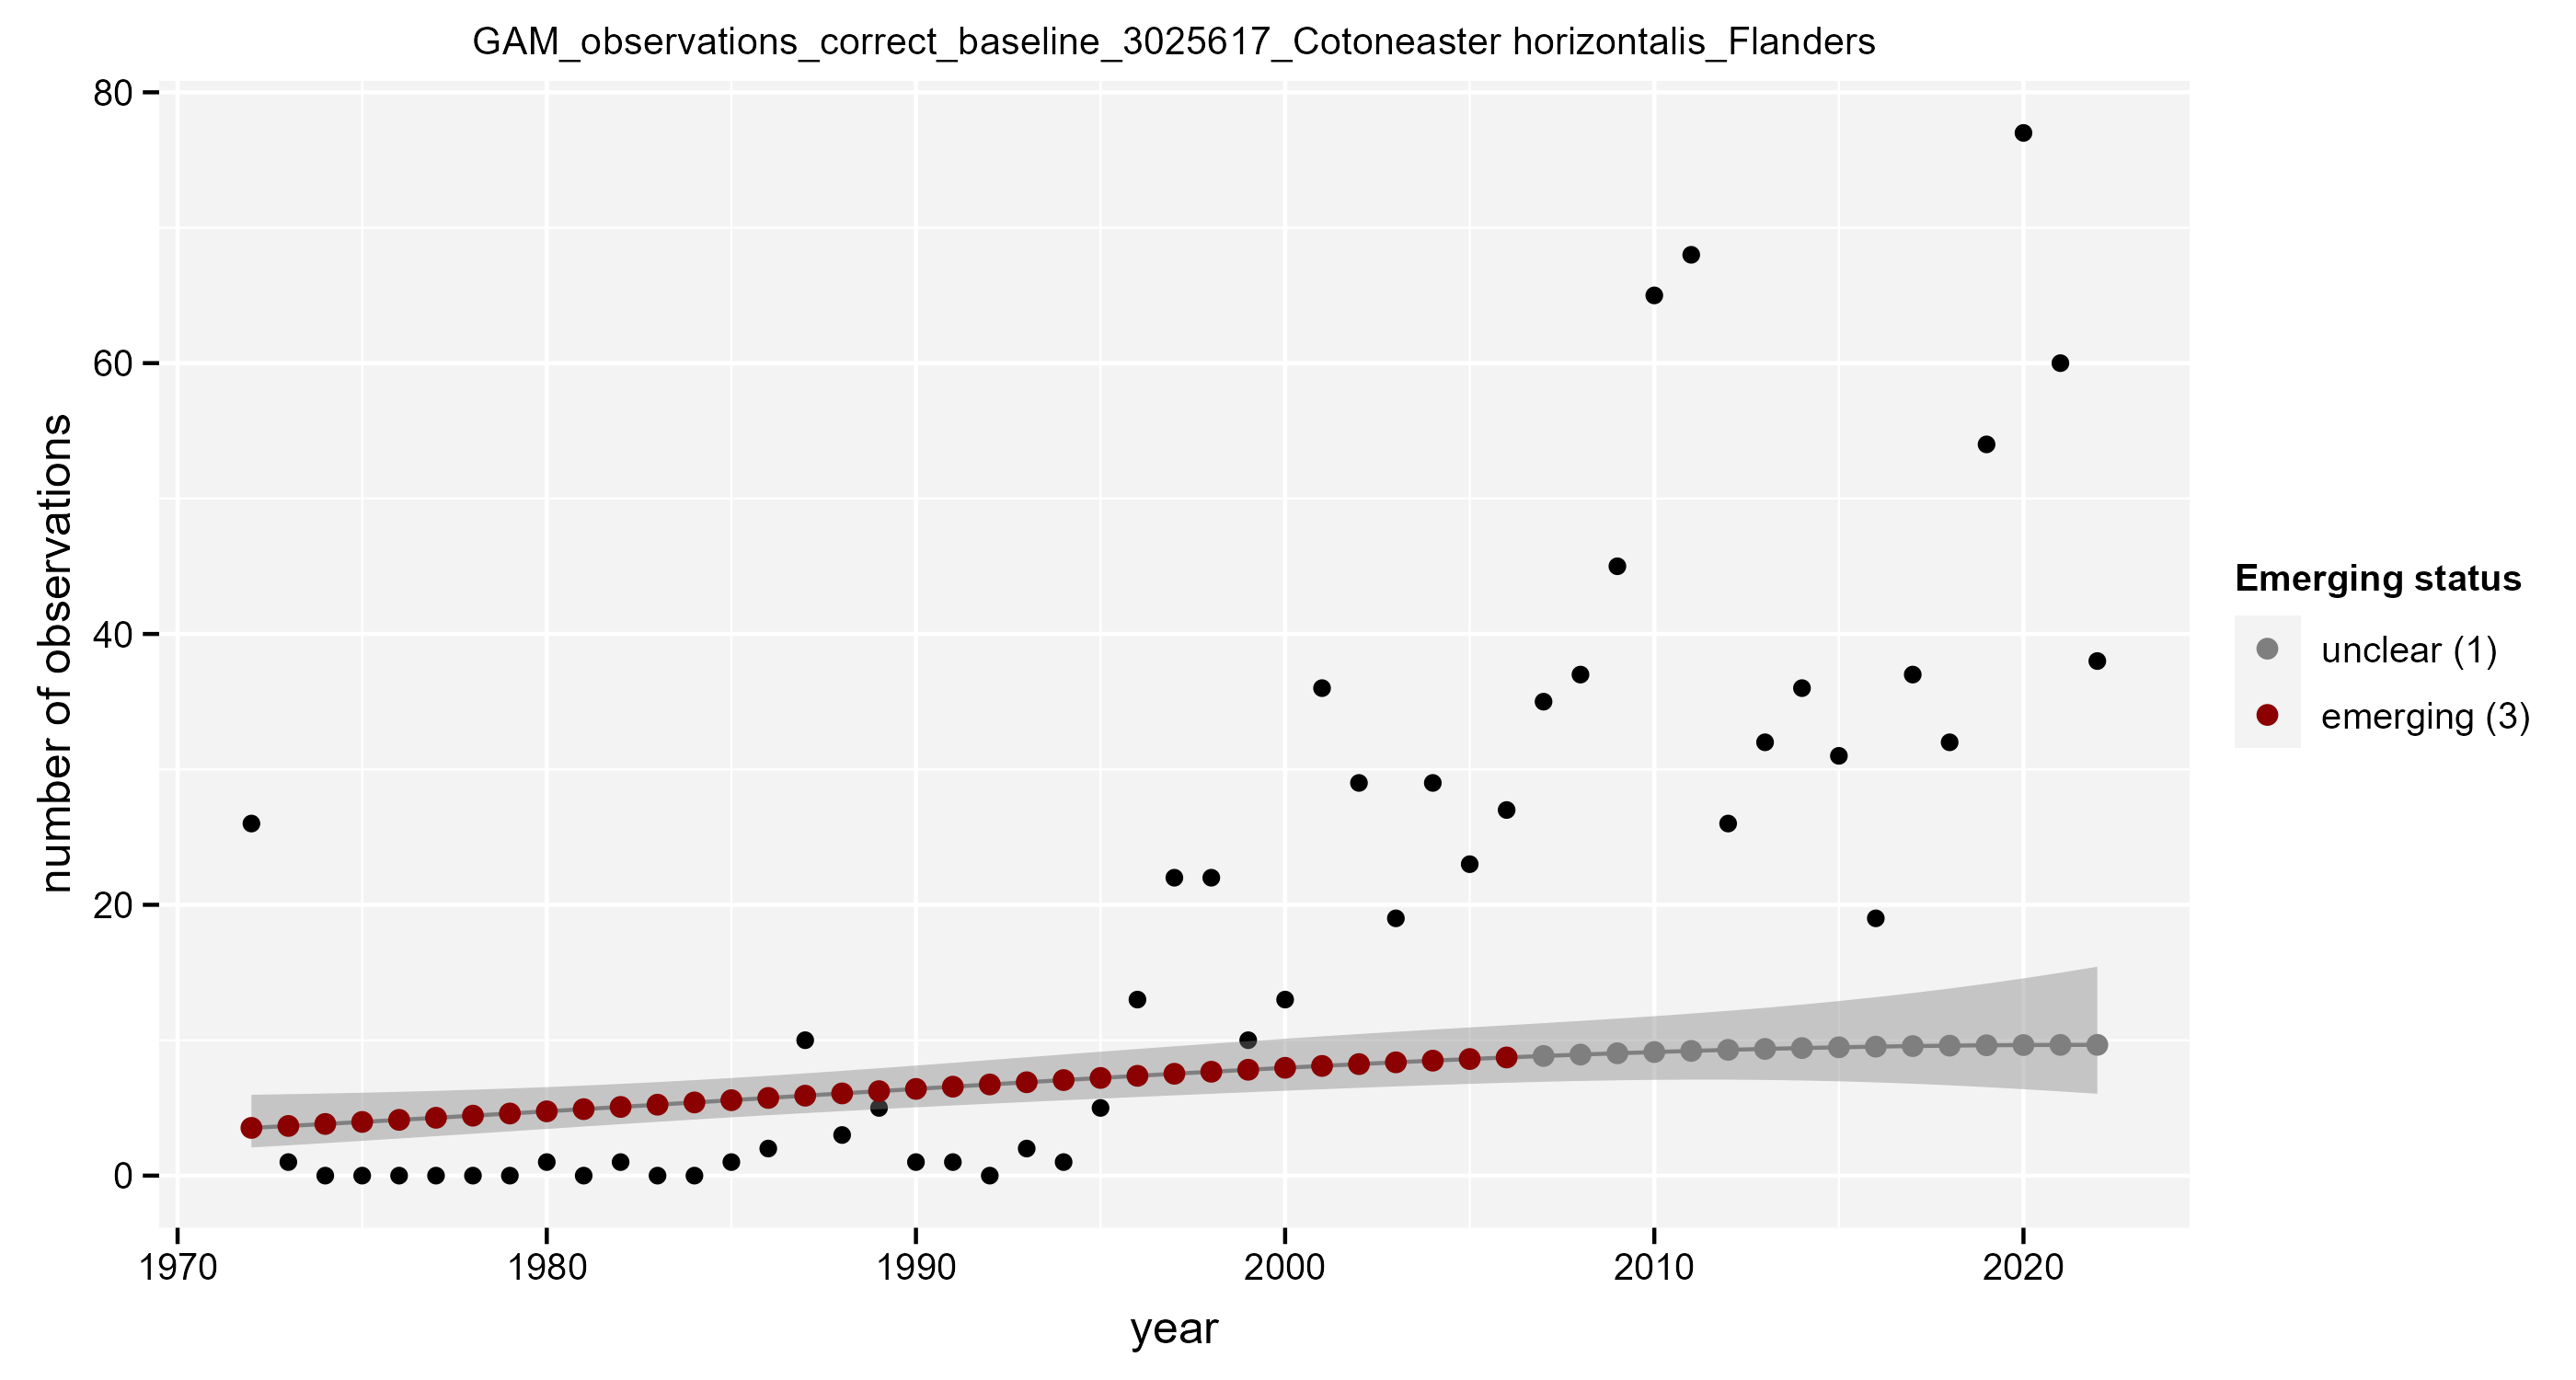 GAM_observations_correct_baseline_3025617_Cotoneaster horizontalis_Flanders
number of observations
80
60
40
20
0
1970 1980 1990 2000 2010 2020
year
Emerging status
unclear (1)
emerging (3)